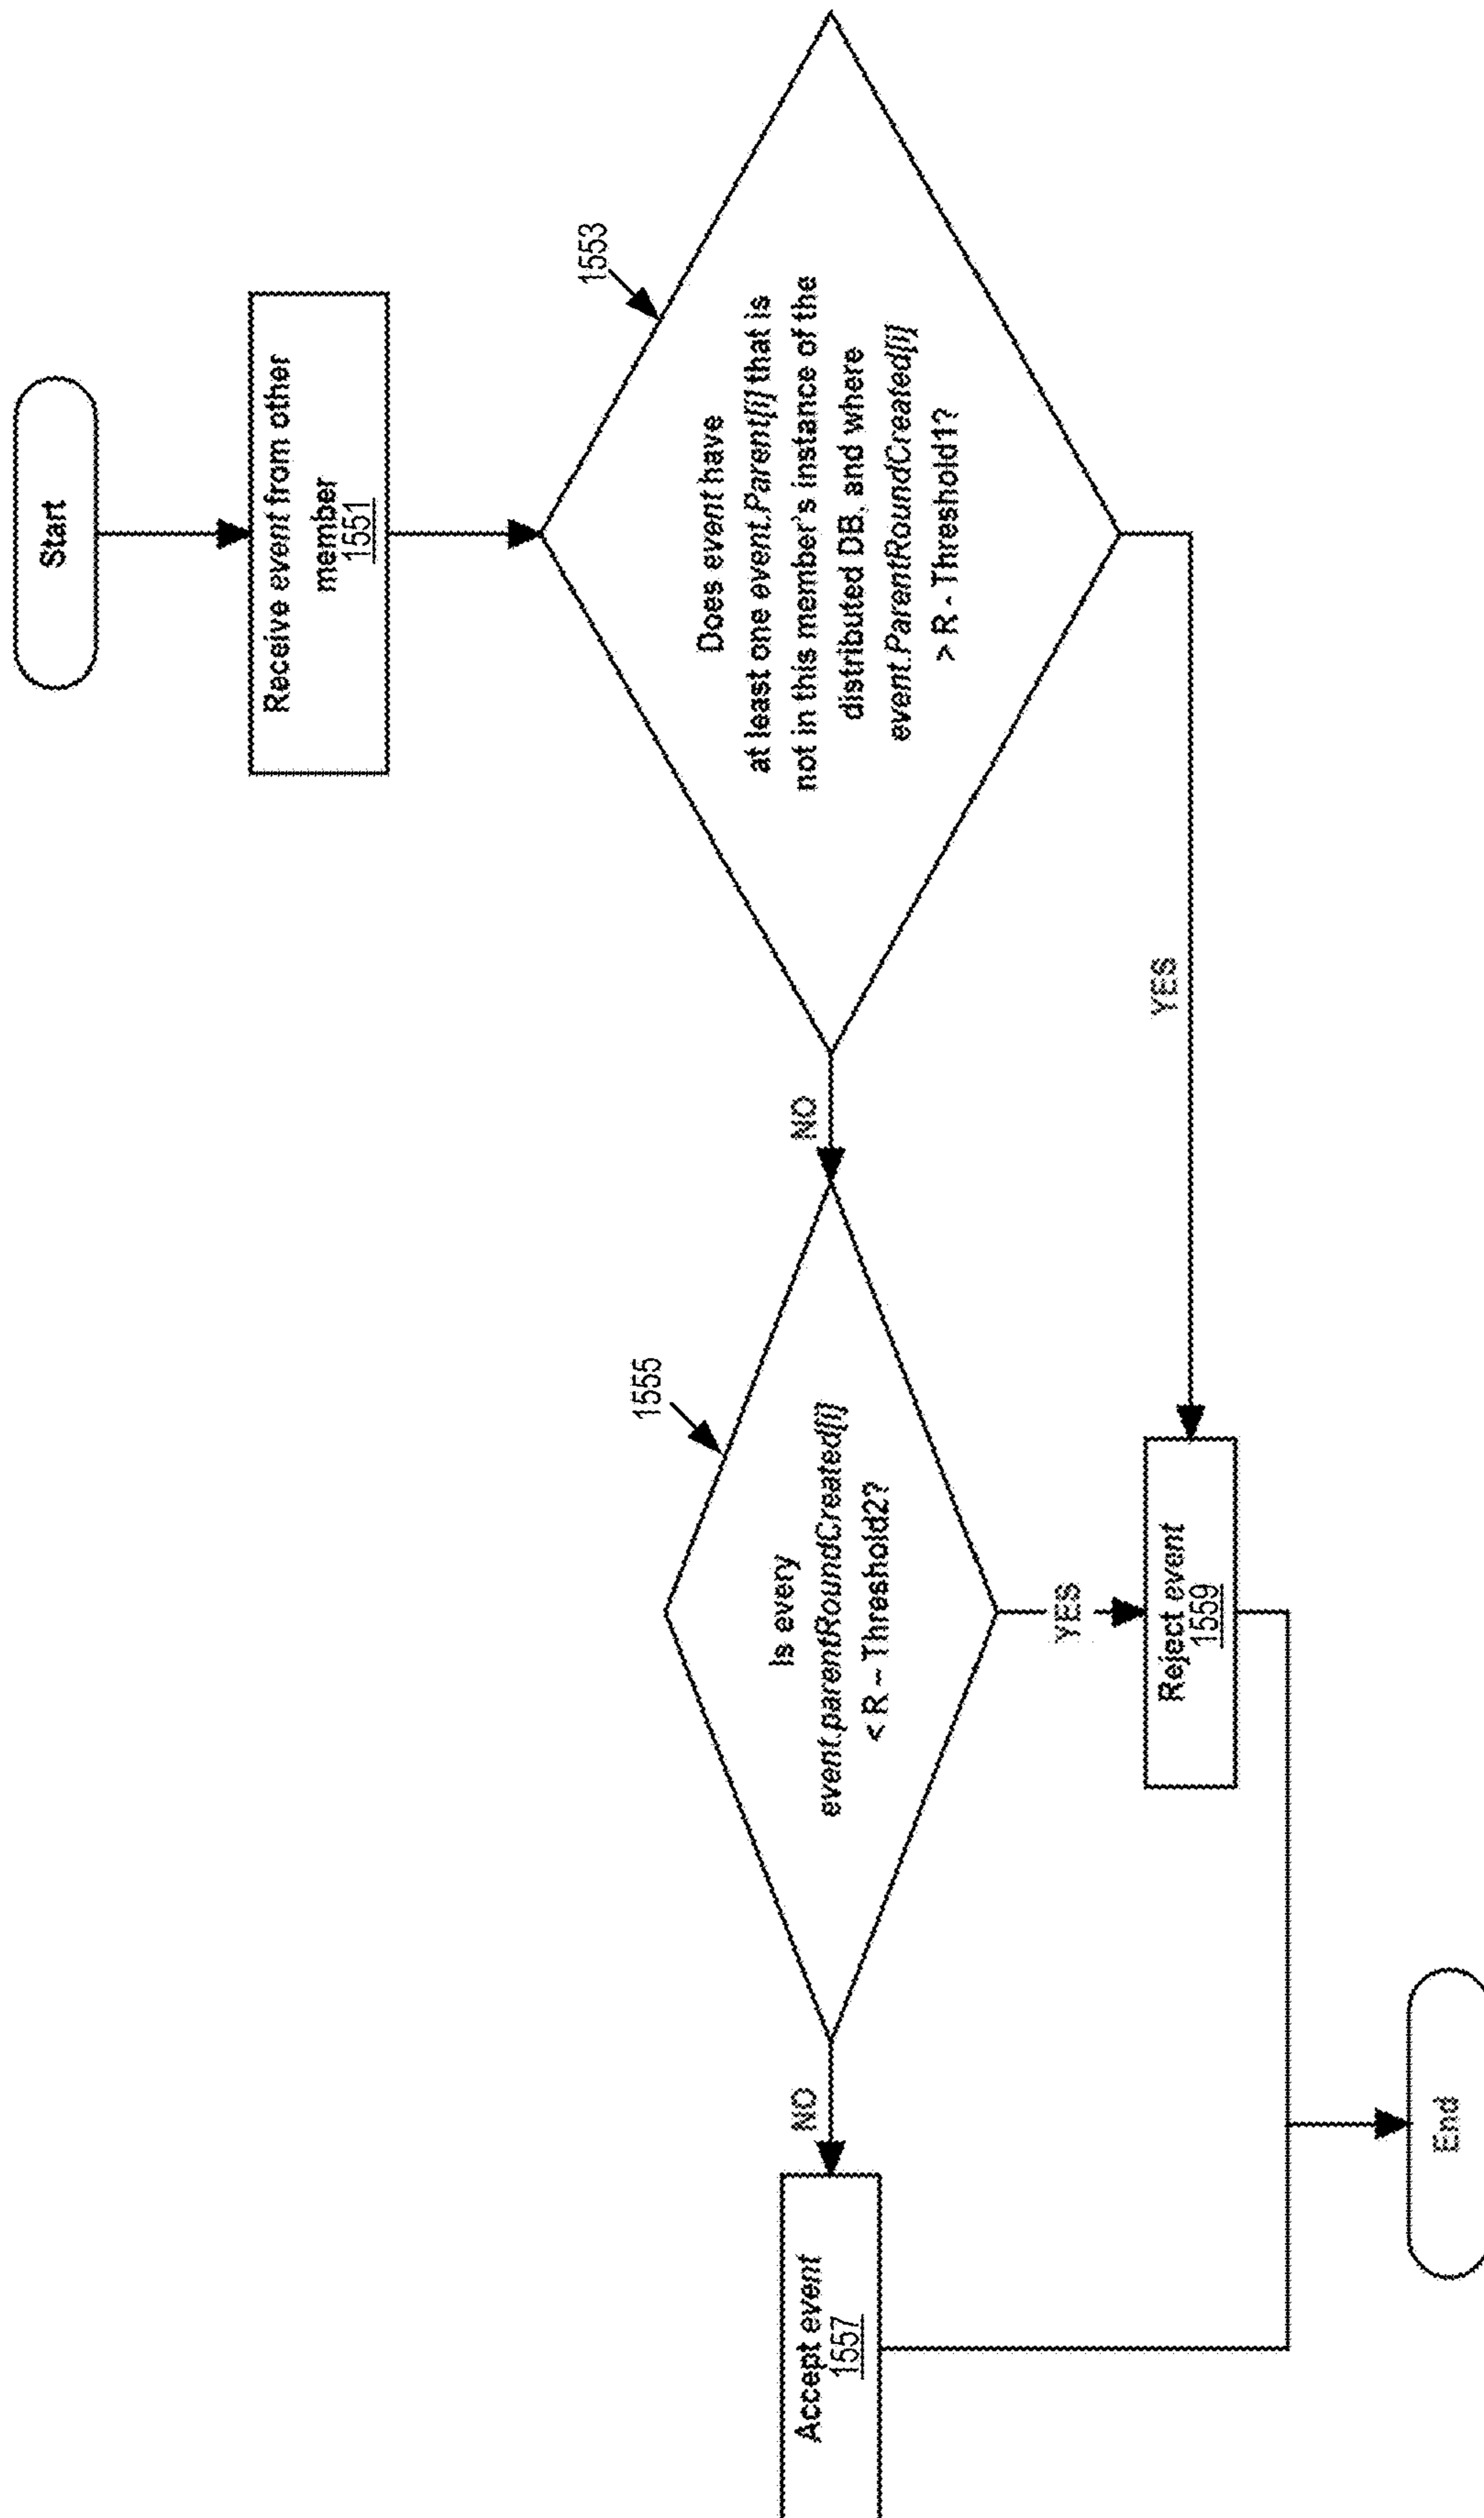 Start
Receive event from other
member
1551
1553
Does event have
at least one event.Parent[i] that is
not in this member's instance of the
distributed DB, and where
event.ParentRoundCreated[i]
> R - Threshold1?
NO
YES
1555
Is every
event.parentRoundCreated[i]
< R – Threshold2?
NO
YES
Accept event
1557
Reject event
1559
End